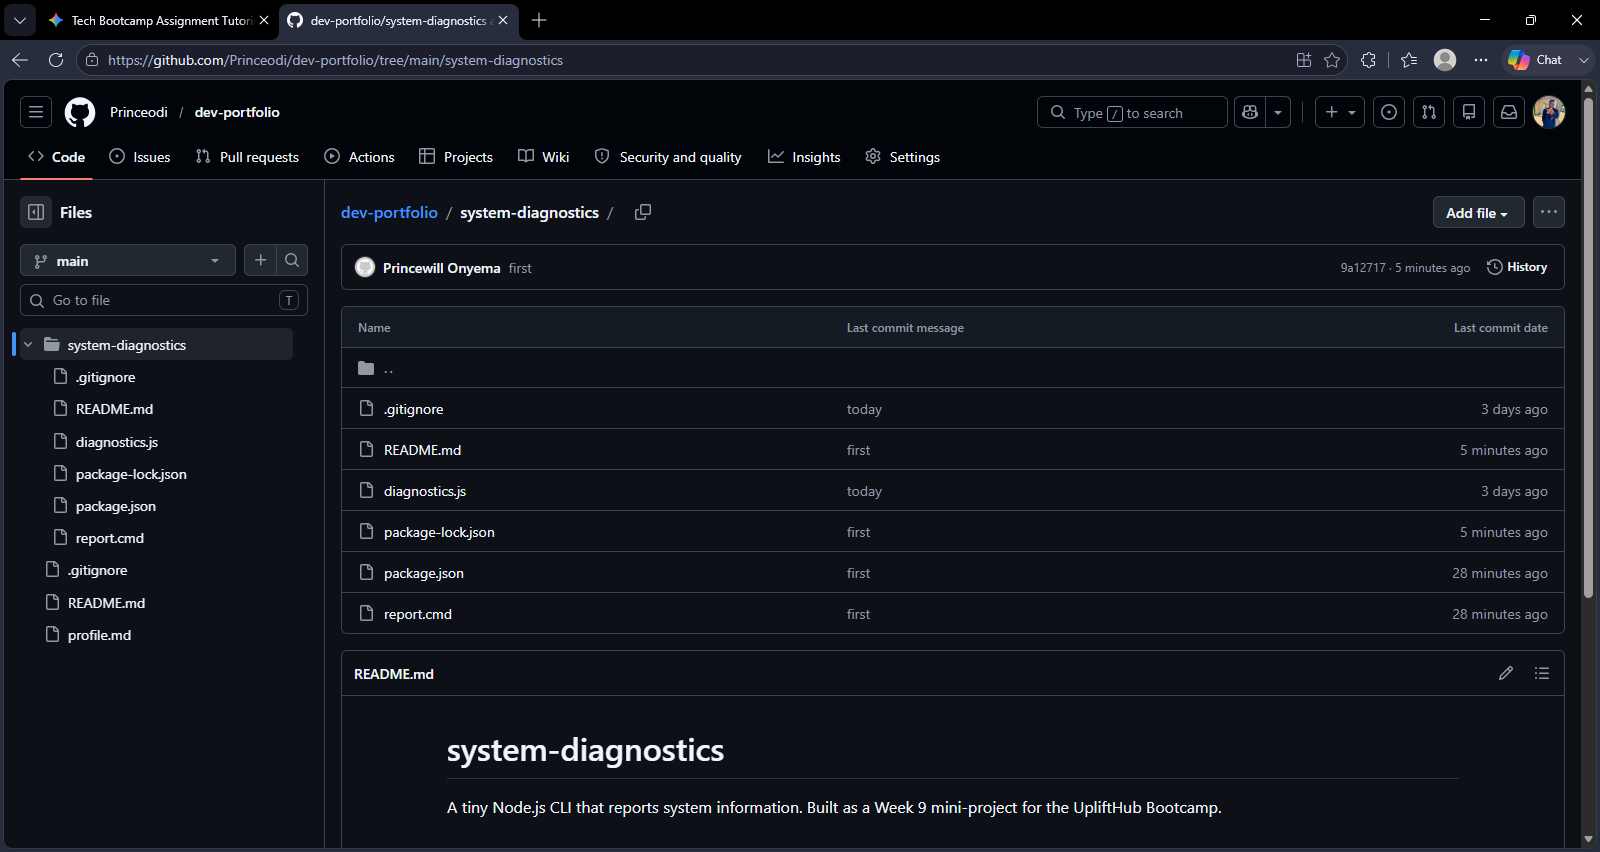 Tech Bootcamp Assignment Tutori
dev-portfolio/system-diagnostics a
https://github.com/Princeodi/dev-portfolio/tree/main/system-diagnostics
Chat
Princeodi / dev-portfolio
Type / to search
Code
Issues
Pull requests
Actions
Projects
Wiki
Security and quality
Insights
Settings
Files
main
Go to file
T
system-diagnostics
.gitignore
README.md
diagnostics.js
package-lock.json
package.json
report.cmd
.gitignore
README.md
profile.md
dev-portfolio / system-diagnostics /
Add file
Princewill Onyema first
9a12717 · 5 minutes ago
History
Name Last commit message Last commit date
..
.gitignore today 3 days ago
README.md first 5 minutes ago
diagnostics.js today 3 days ago
package-lock.json first 5 minutes ago
package.json first 28 minutes ago
report.cmd first 28 minutes ago
README.md
system-diagnostics
A tiny Node.js CLI that reports system information. Built as a Week 9 mini-project for the UpliftHub Bootcamp.